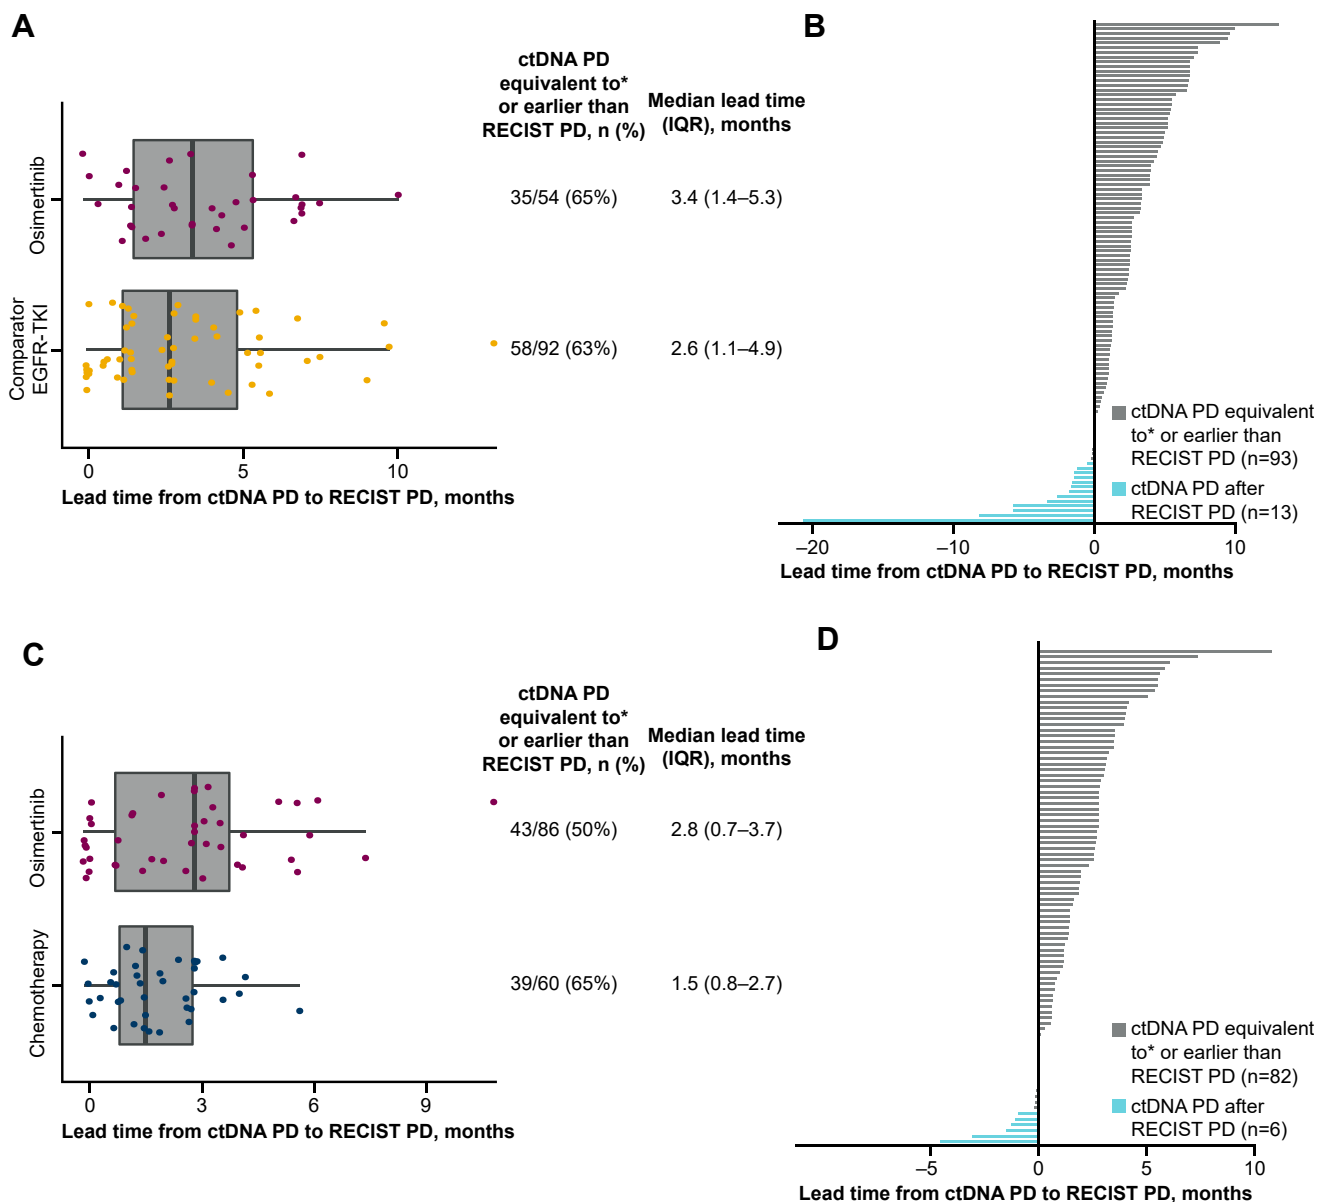 A
ctDNA PD
equivalent to*
or earlier than
RECIST PD, n (%)
Median lead time
(IQR), months
Osimertinib
35/54 (65%)
3.4 (1.4–5.3)
Comparator
EGFR-TKI
58/92 (63%)
2.6 (1.1–4.9)
0
5
10
Lead time from ctDNA PD to RECIST PD, months
B
ctDNA PD equivalent
to* or earlier than
RECIST PD (n=93)
ctDNA PD after
RECIST PD (n=13)
–20
–10
0
10
Lead time from ctDNA PD to RECIST PD, months
C
ctDNA PD
equivalent to*
or earlier than
RECIST PD, n (%)
Median lead time
(IQR), months
Osimertinib
43/86 (50%)
2.8 (0.7–3.7)
Chemotherapy
39/60 (65%)
1.5 (0.8–2.7)
0
3
6
9
Lead time from ctDNA PD to RECIST PD, months
D
ctDNA PD equivalent
to* or earlier than
RECIST PD (n=82)
ctDNA PD after
RECIST PD (n=6)
–5
0
5
10
Lead time from ctDNA PD to RECIST PD, months